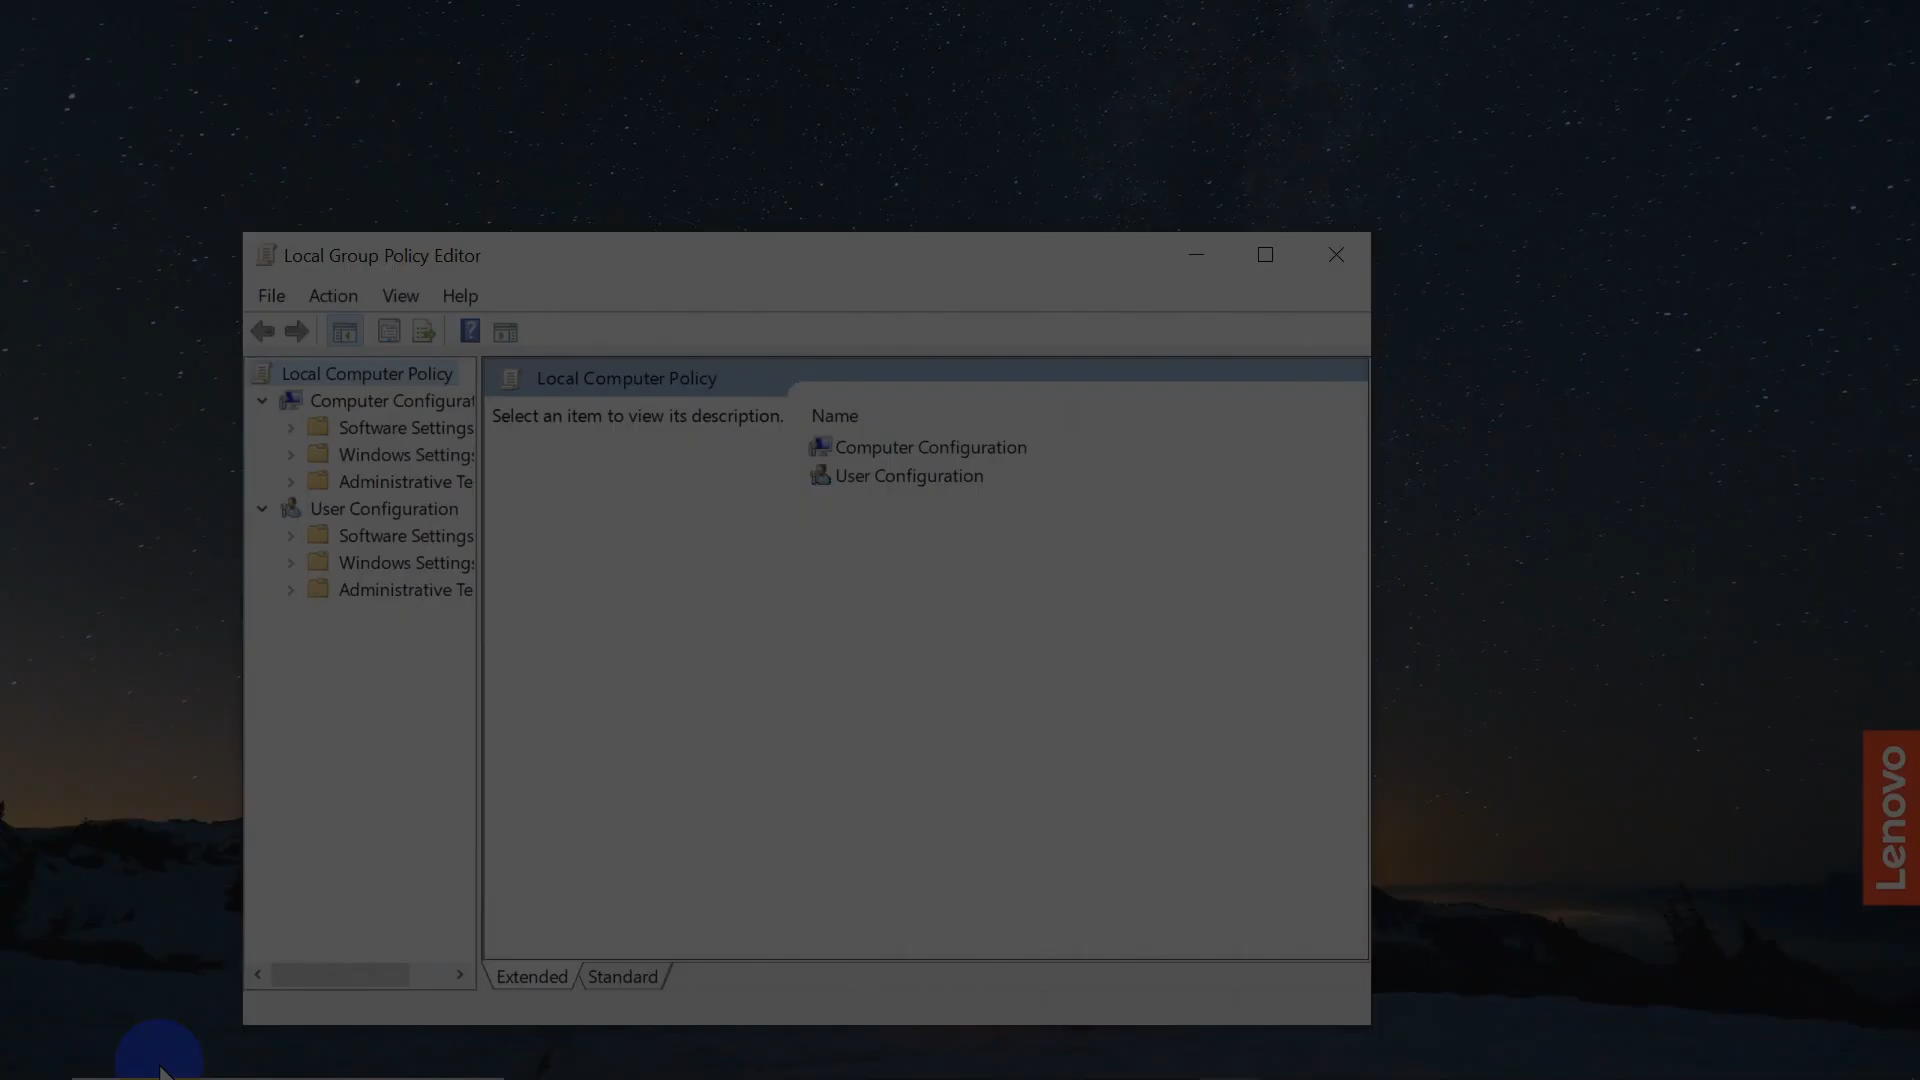 Local Group Policy Editor
File Action View Help
Local Computer Policy
Computer Configurat
Software Settings
Windows Setting
Administrative Te
User Configuration
Software Settings
Windows Setting
Administrative Te
Local Computer Policy
Select an item to view its description.
Name
Computer Configuration
User Configuration
Extended Standard
Lenovo